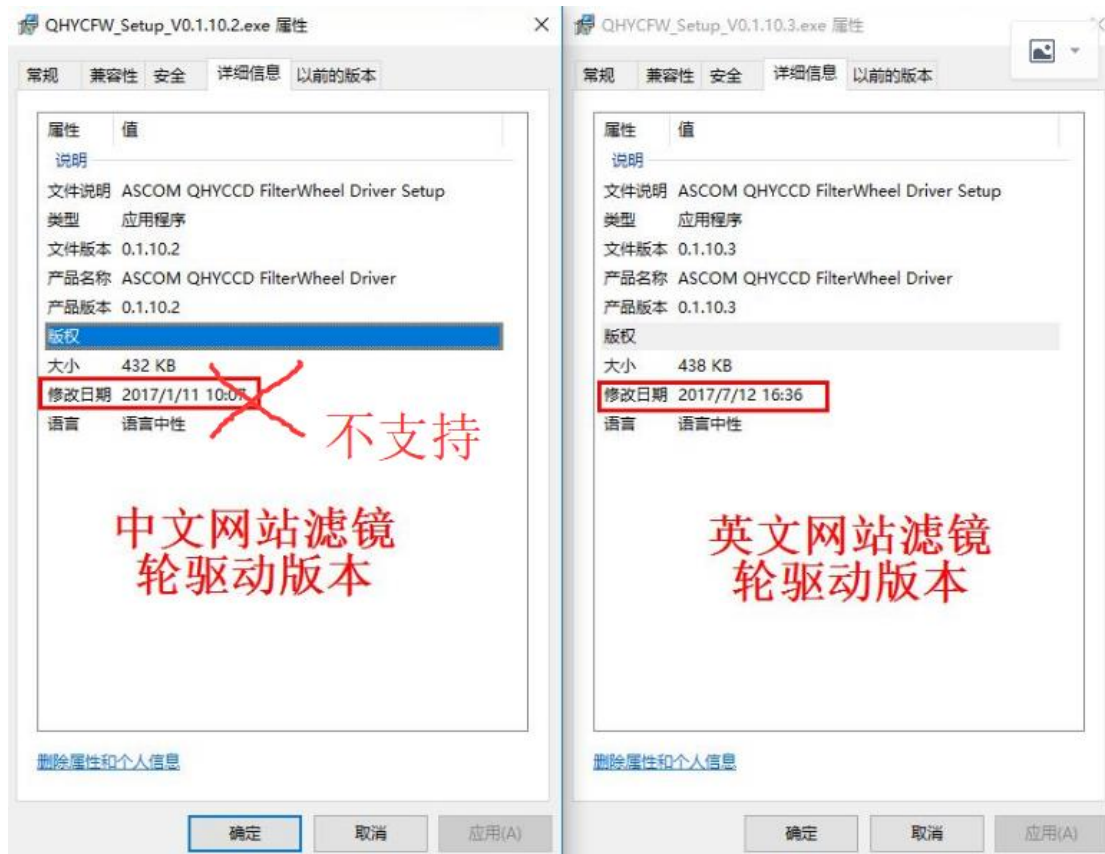 QHYCFW_Setup_V0.1.10.2.exe 属性
常规 兼容性 安全 详细信息 以前的版本
属性 值
说明
文件说明 ASCOM QHYCCD FilterWheel Driver Setup
类型 应用程序
文件版本 0.1.10.2
产品名称 ASCOM QHYCCD FilterWheel Driver
产品版本 0.1.10.2
版权
大小 432 KB
修改日期 2017/1/11 10:07
语言 语言中性
不支持
中文网站滤镜
轮驱动版本
删除属性和个人信息
确定 取消 应用(A)
QHYCFW_Setup_V0.1.10.3.exe 属性
常规 兼容性 安全 详细信息 以前的版本
属性 值
说明
文件说明 ASCOM QHYCCD FilterWheel Driver Setup
类型 应用程序
文件版本 0.1.10.3
产品名称 ASCOM QHYCCD FilterWheel Driver
产品版本 0.1.10.3
版权
大小 438 KB
修改日期 2017/7/12 16:36
语言 语言中性
英文网站滤镜
轮驱动版本
删除属性和个人信息
确定 取消 应用(A)